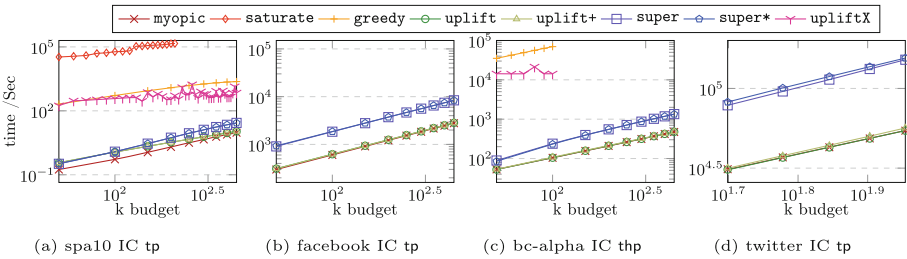 myopic saturate greedy uplift uplift+ super super* upliftX
time /Sec
10^5
10^2
10^−1
10^2 10^2.5
k budget
10^5
10^4
10^3
10^2 10^2.5
k budget
10^5
10^4
10^3
10^2
10^2 10^2.5
k budget
10^5
10^4.5
10^1.7 10^1.8 10^1.9
k budget
(a) spa10 IC tp
(b) facebook IC tp
(c) bc-alpha IC thp
(d) twitter IC tp